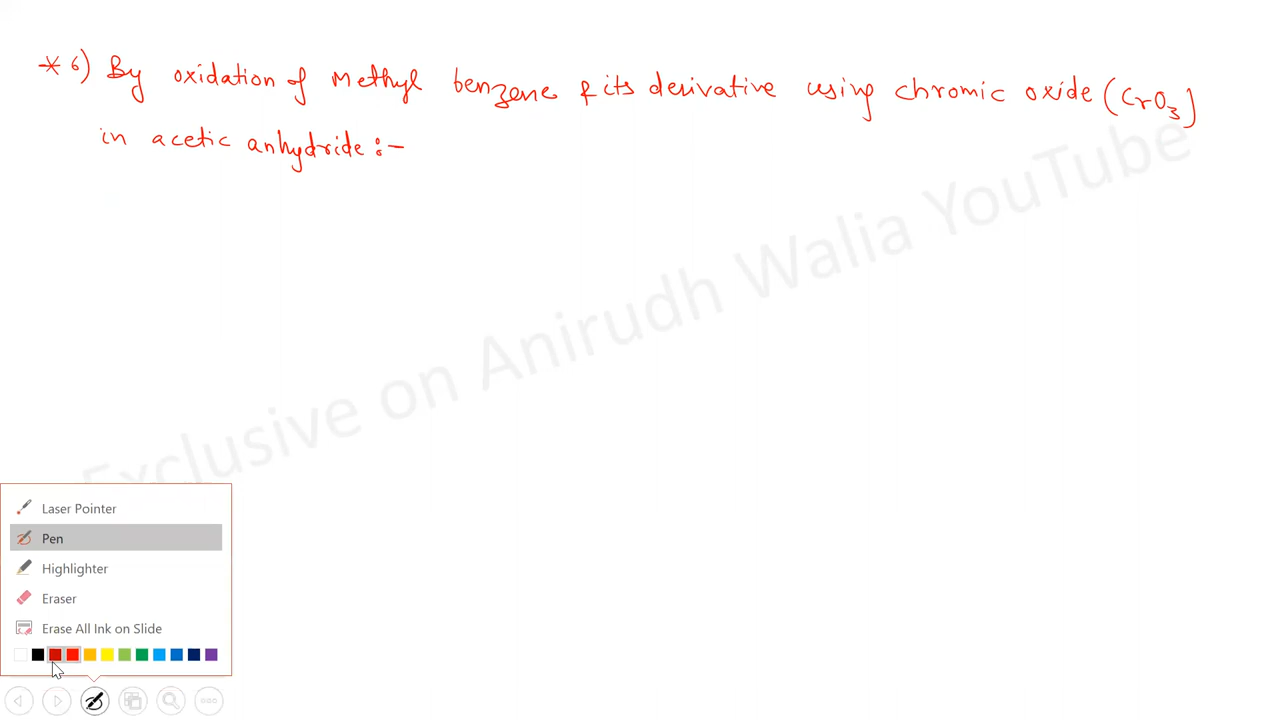 * 6) By oxidation of Methyl benzene & its derivative using chromic oxide (CrO3)
in acetic anhydride :-
Exclusive on Anirudh Walia YouTube
Laser Pointer
Pen
Highlighter
Eraser
Erase All Ink on Slide